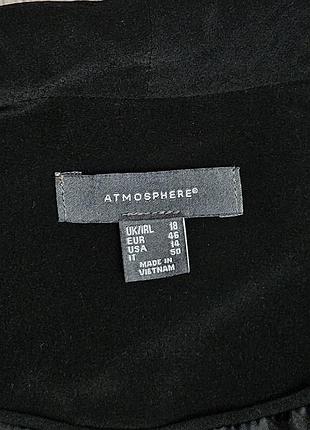 ATMOSPHERE®
UK/IRL 18
EUR 46
USA 14
IT 50
MADE IN
VIETNAM